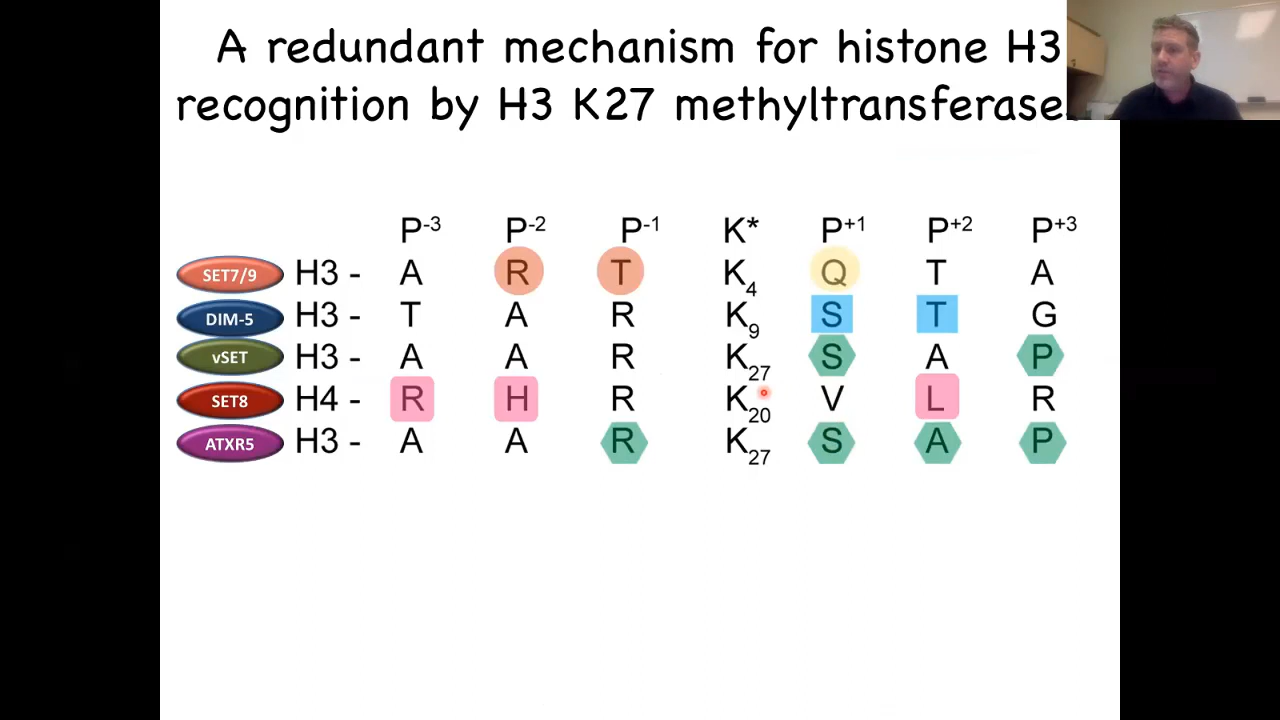 A redundant mechanism for histone H3
recognition by H3 K27 methyltransferases
P-3 P-2 P-1 K* P+1 P+2 P+3
SET7/9 H3 - A R T K4 Q T A
DIM-5 H3 - T A R K9 S T G
vSET H3 - A A R K27 S A P
SET8 H4 - R H R K20 V L R
ATXR5 H3 - A A R K27 S A P